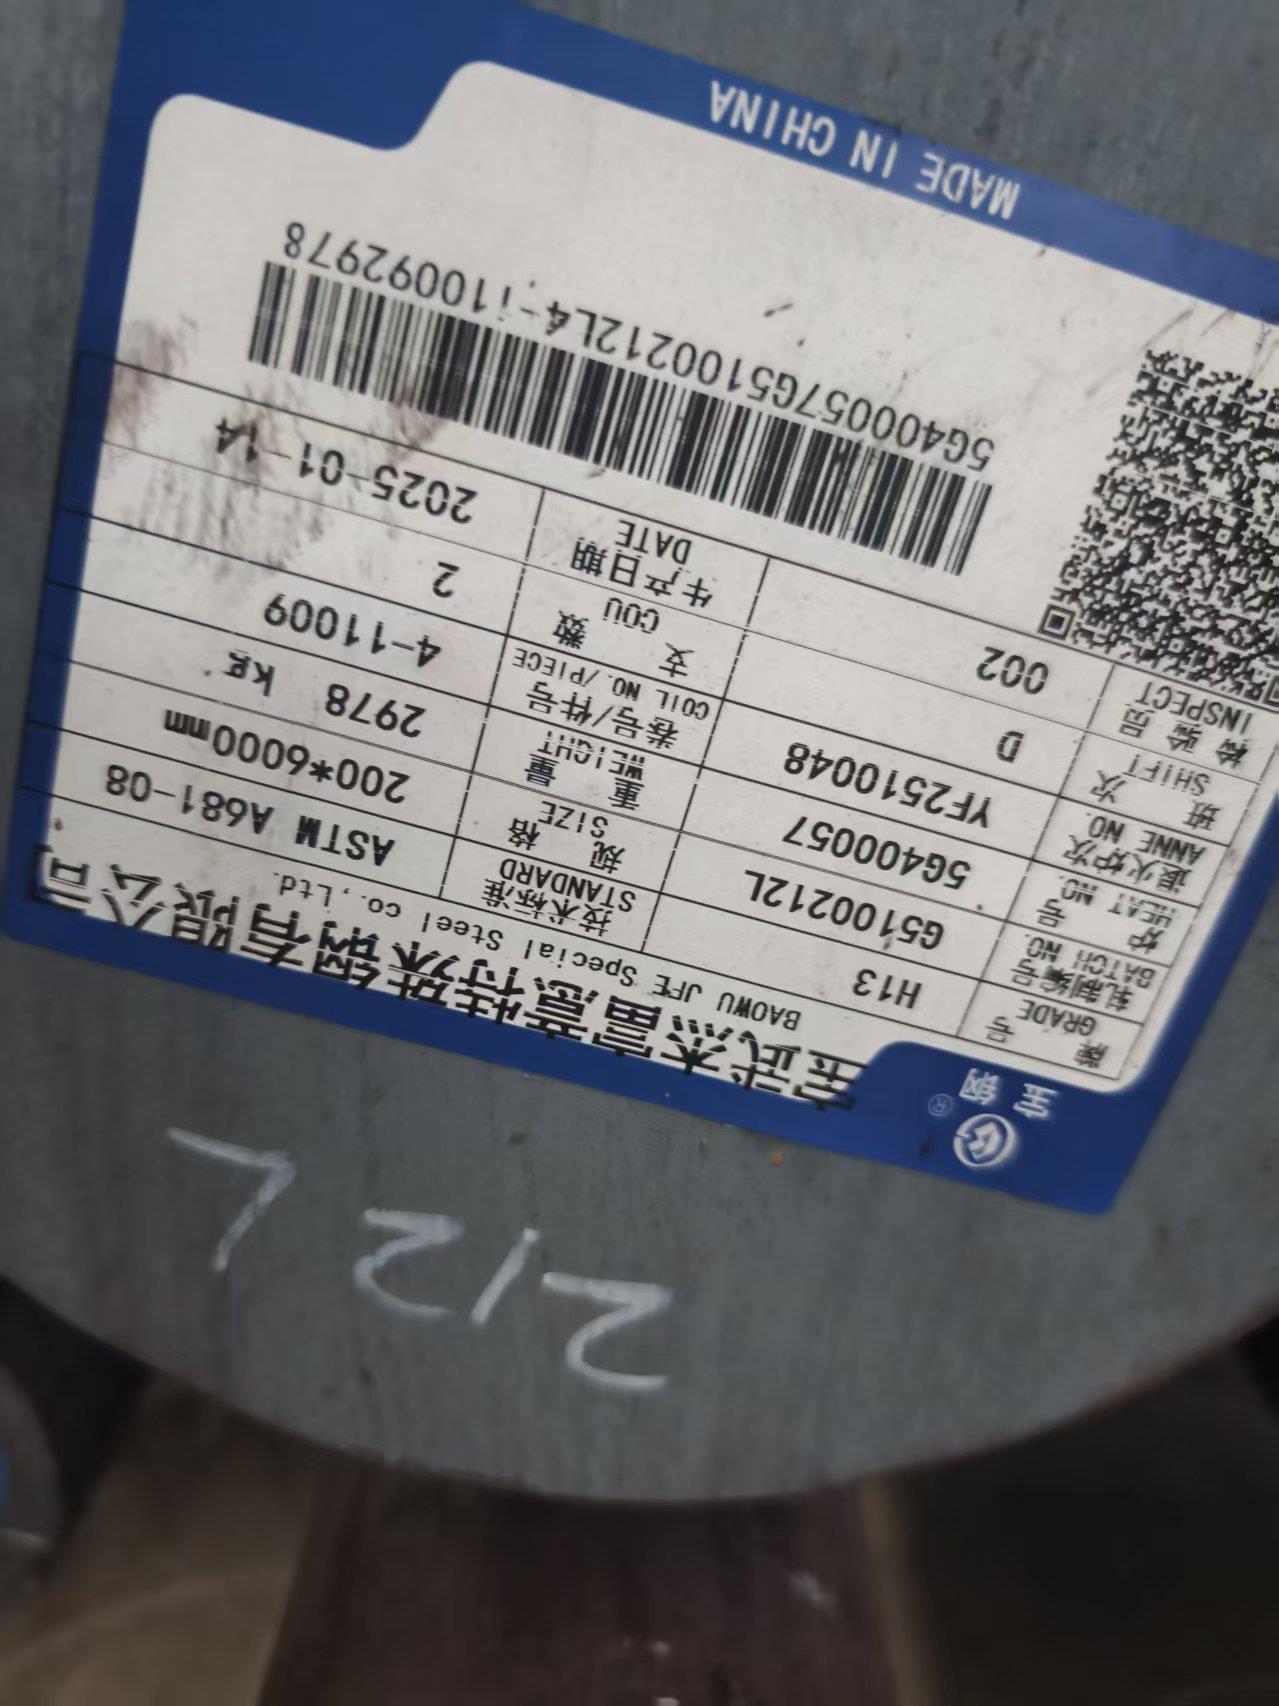 宝钢®
宝武杰富意特殊钢有限公司
BAOWU JFE Special Steel co.,Ltd.
牌号 GRADE H13 技术标准 STANDARD ASTM A681-08
轧制编号 BATCH NO. G5100212L 规格 SIZE 200*6000mm
炉号 HEAT NO. 5G400057 重量 WEIGHT 2978 kg
退火炉次 ANNE NO. YF2510048 卷号/件号 COIL NO./PIECE 4-11009
班次 SHIFT D 支数 COU 2
检验员 INSPECT 002 生产日期 DATE 2025-01-14
5G400057G5100212L4-110092978
MADE IN CHINA
212L